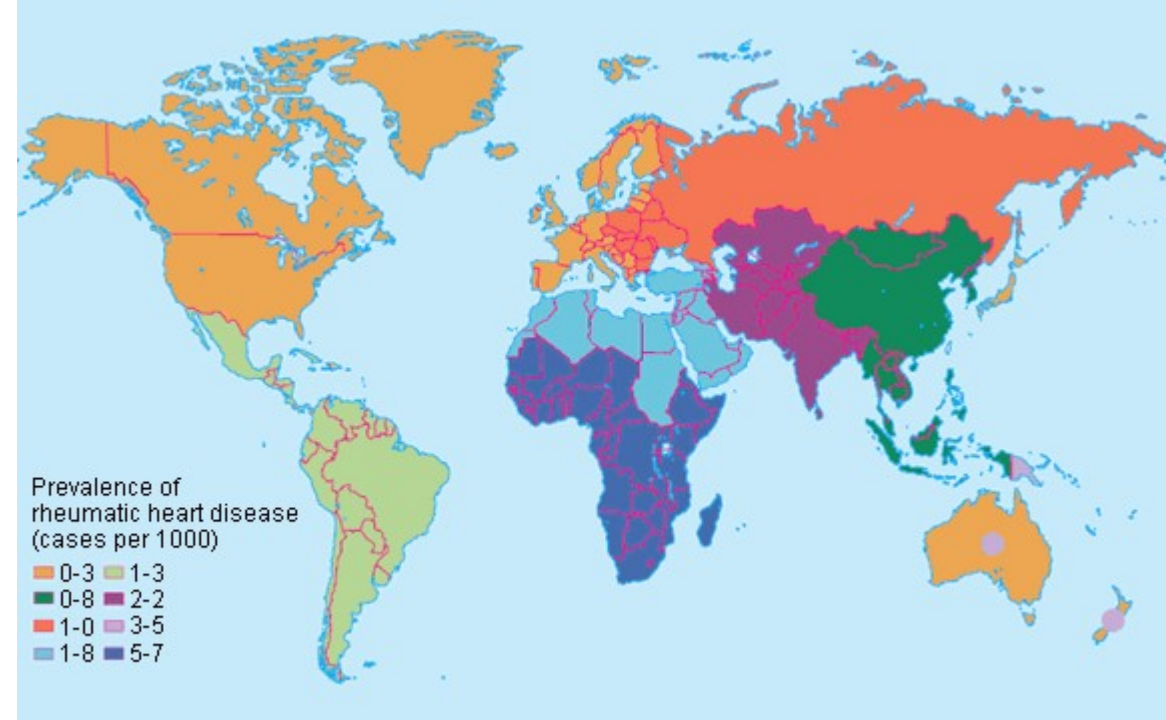 Prevalence of
rheumatic heart disease
(cases per 1000)
0-3 1-3
0-8 2-2
1-0 3-5
1-8 5-7